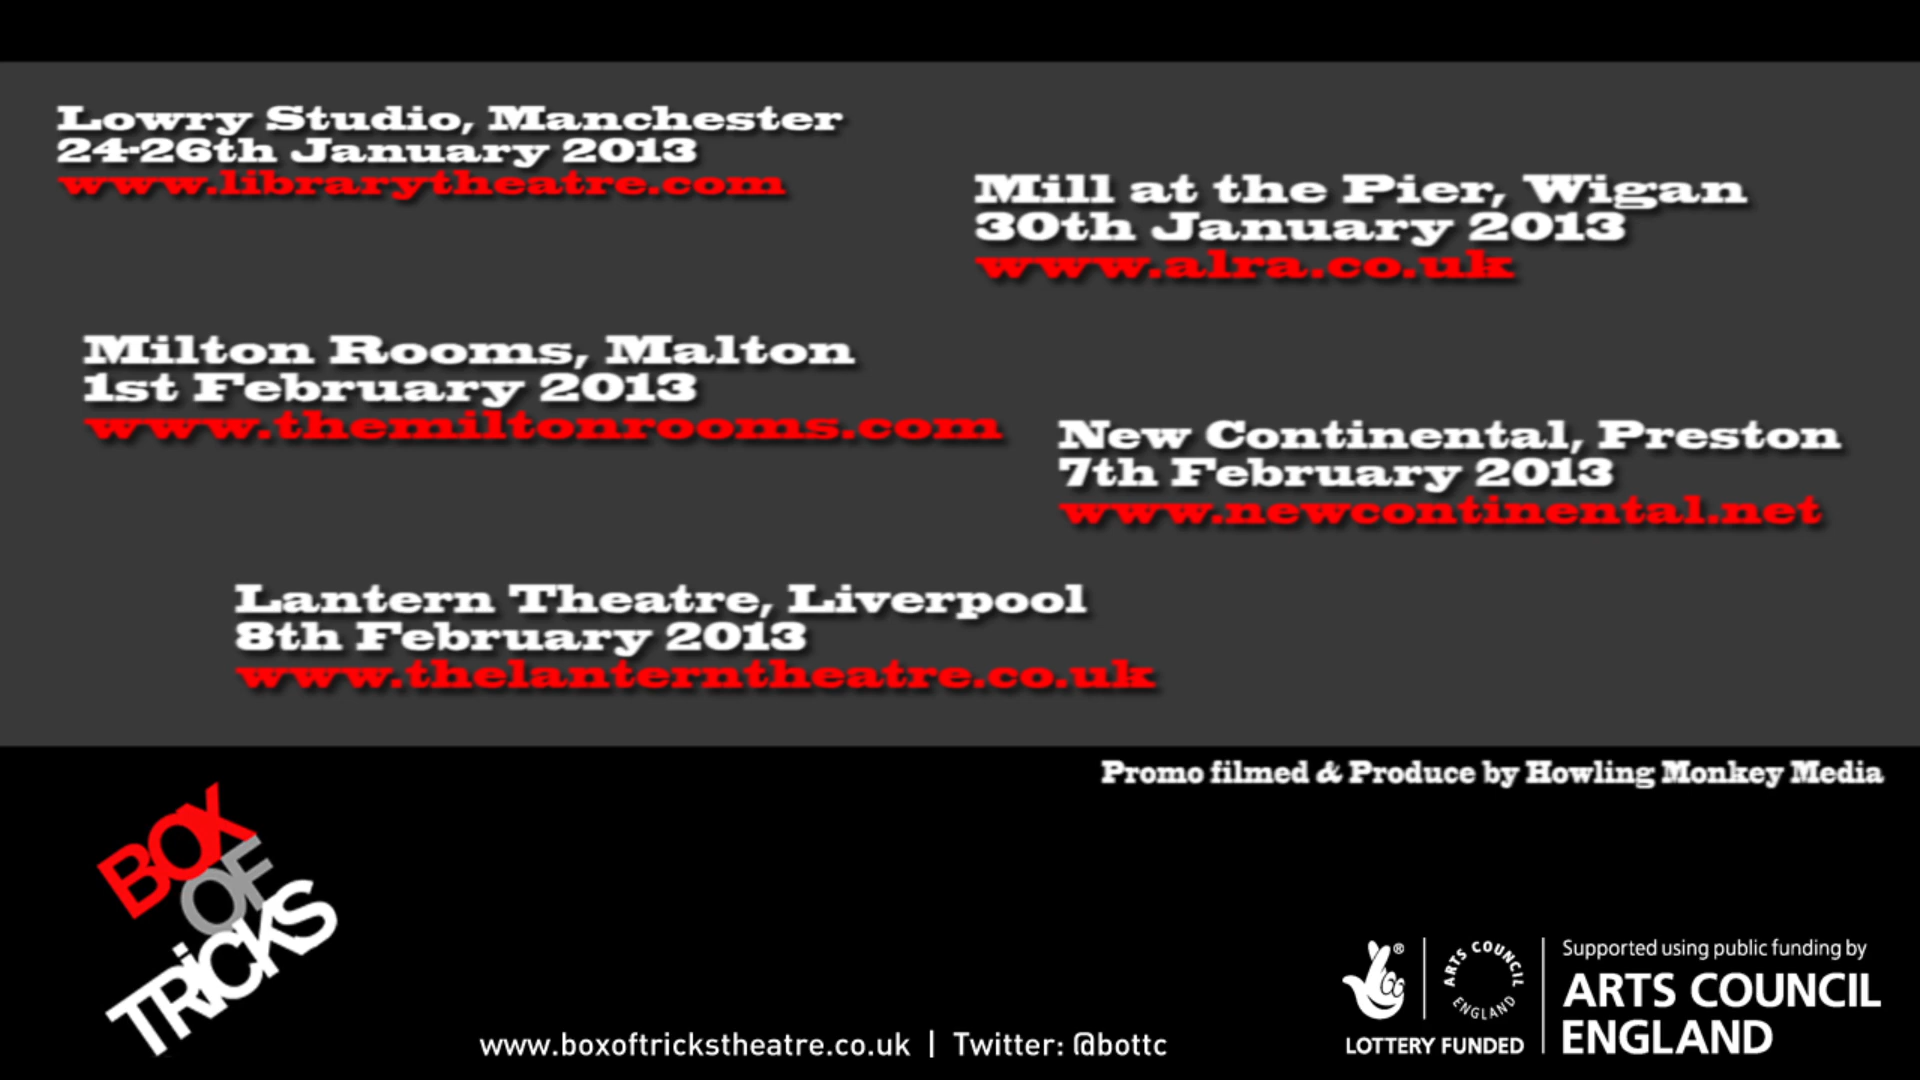 Lowry Studio, Manchester
24-26th January 2013
www.librarytheatre.com
Mill at the Pier, Wigan
30th January 2013
www.alra.co.uk
Milton Rooms, Malton
1st February 2013
www.themiltonrooms.com
New Continental, Preston
7th February 2013
www.newcontinental.net
Lantern Theatre, Liverpool
8th February 2013
www.thelanterntheatre.co.uk
Promo filmed & Produce by Howling Monkey Media
BOX
OF
TRiCKS
www.boxoftrickstheatre.co.uk | Twitter: @bottc
LOTTERY FUNDED
ARTS COUNCIL
ENGLAND
Supported using public funding by
ARTS COUNCIL
ENGLAND